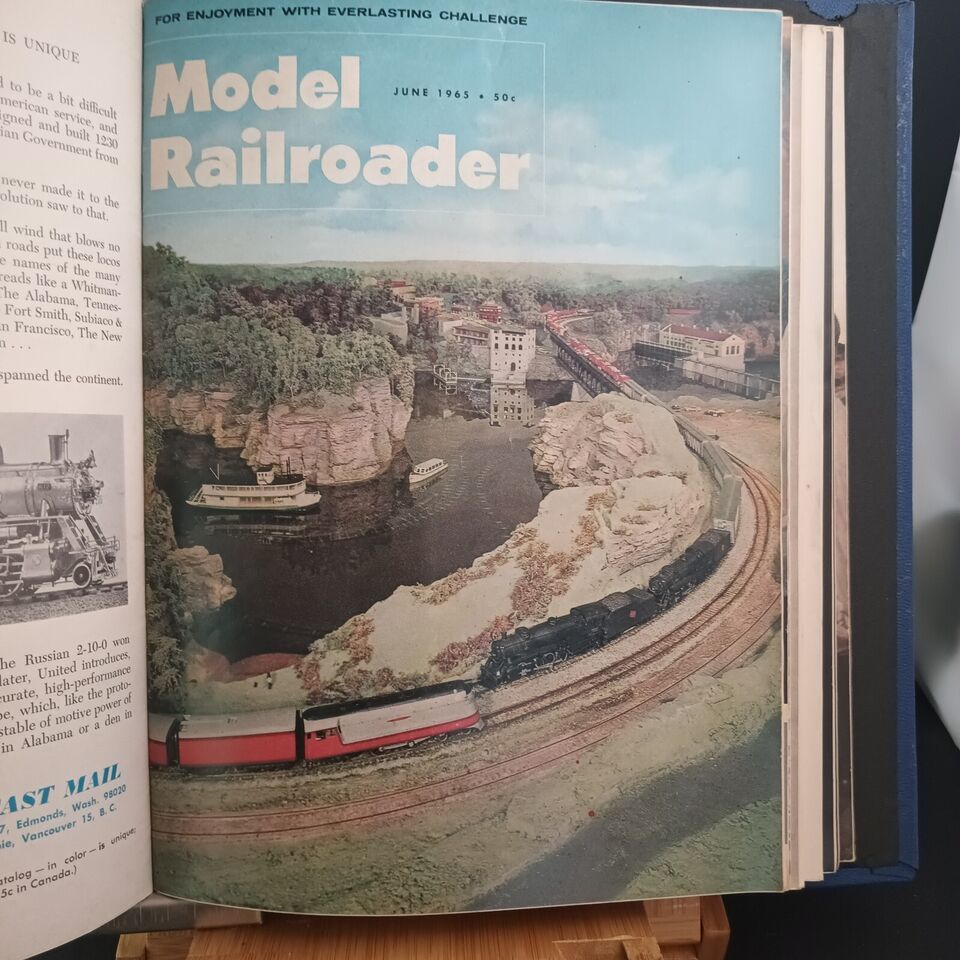 IS UNIQUE
to be a bit difficult
merican service, and
igned and built 1230
ian Government from
never made it to the
olution saw to that.
ll wind that blows no
roads put these locos
e names of the many
reads like a Whitman-
The Alabama, Tennes-
Fort Smith, Subiaco &
n Francisco, The New
n . . .
spanned the continent.
he Russian 2-10-0 won
later, United introduces,
curate, high-performance
pe, which, like the proto-
stable of motive power of
in Alabama or a den in
AST MAIL
7, Edmonds, Wash. 98020
ie, Vancouver 15, B. C.
atalog — in color — is unique;
5c in Canada.)
FOR ENJOYMENT WITH EVERLASTING CHALLENGE
Model
JUNE 1965 • 50c
Railroader